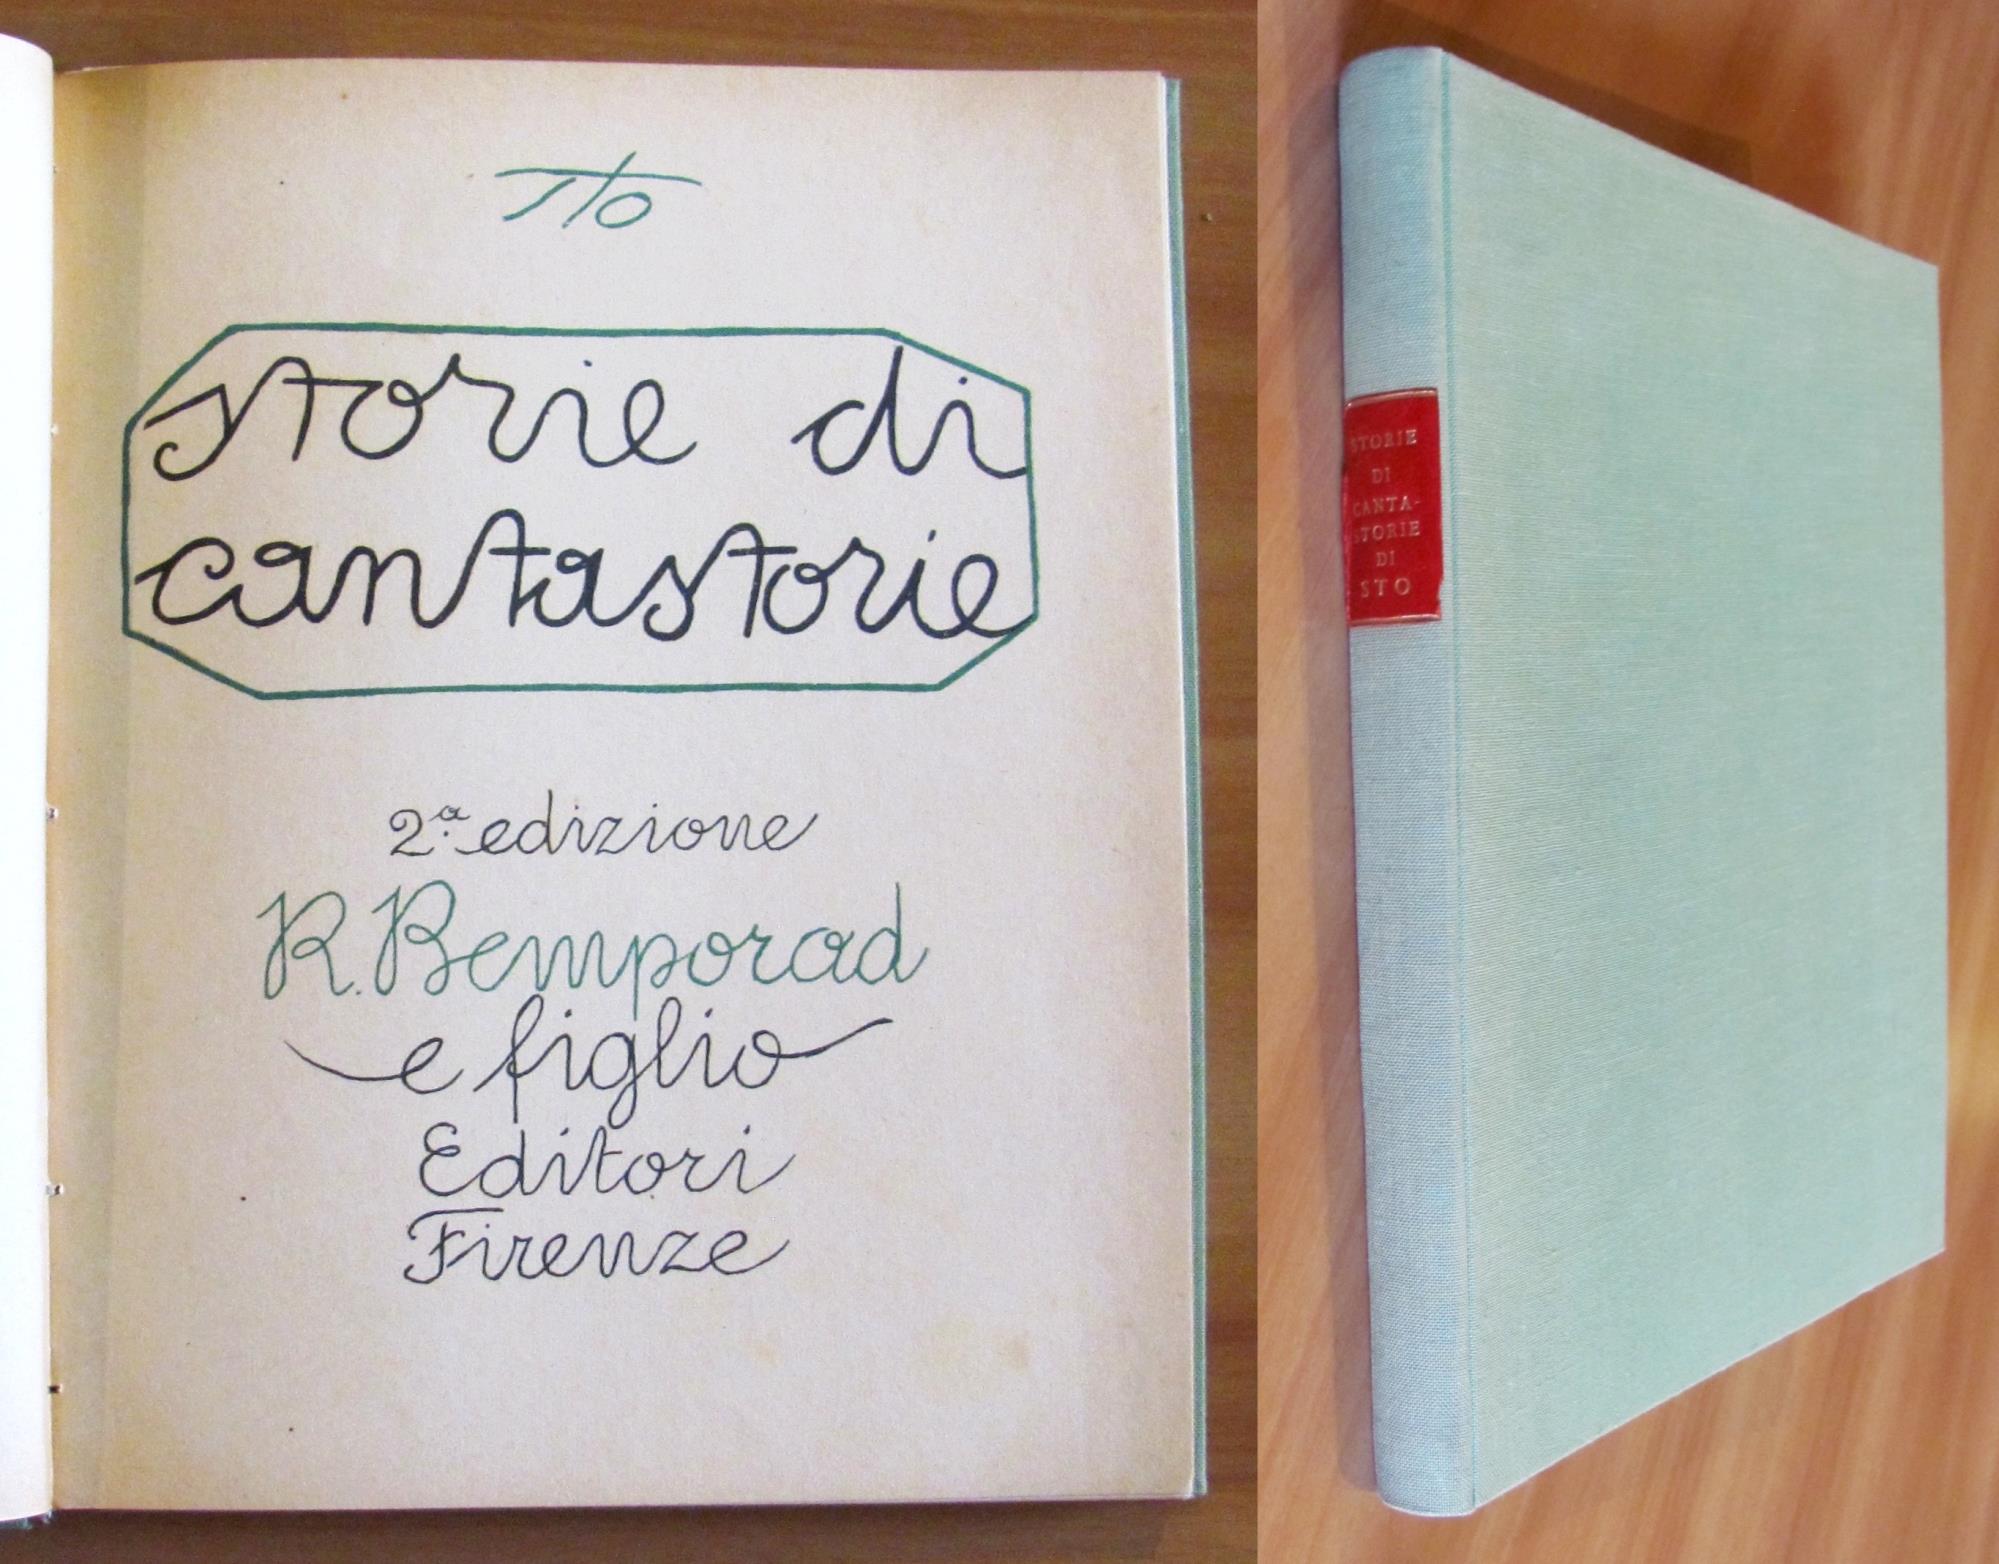 Sto
storie di
cantastorie
2ª edizione
R. Bemporad
e figlio
Editori
Firenze
STORIE
DI
CANTA-
STORIE
DI
STO